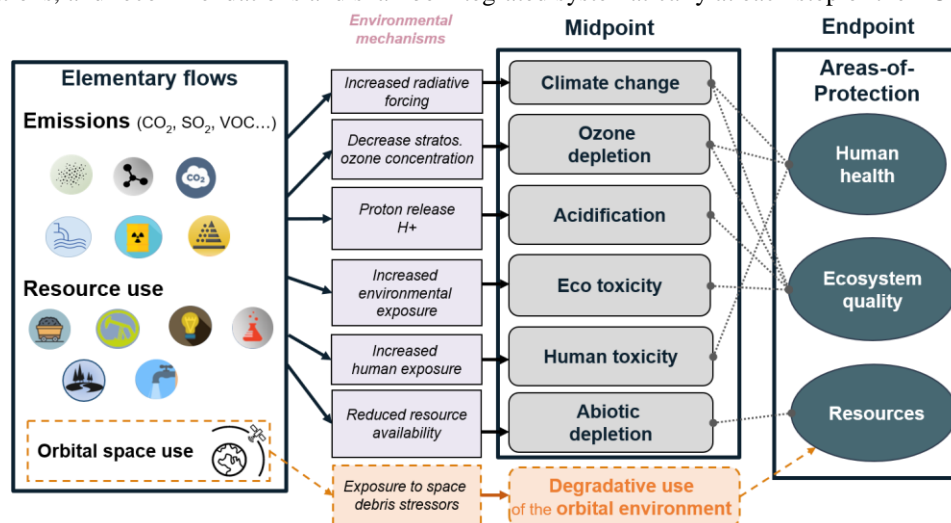 Environmental
mechanisms
Midpoint
Endpoint
Elementary flows
Emissions (CO₂, SO₂, VOC...)
CO₂
Resource use
Orbital space use
Increased radiative
forcing
Decrease stratos.
ozone concentration
Proton release
H+
Increased
environmental
exposure
Increased
human exposure
Reduced resource
availability
Exposure to space
debris stressors
Climate change
Ozone
depletion
Acidification
Eco toxicity
Human toxicity
Abiotic
depletion
Degradative use
of the orbital environment
Areas-of-
Protection
Human
health
Ecosystem
quality
Resources